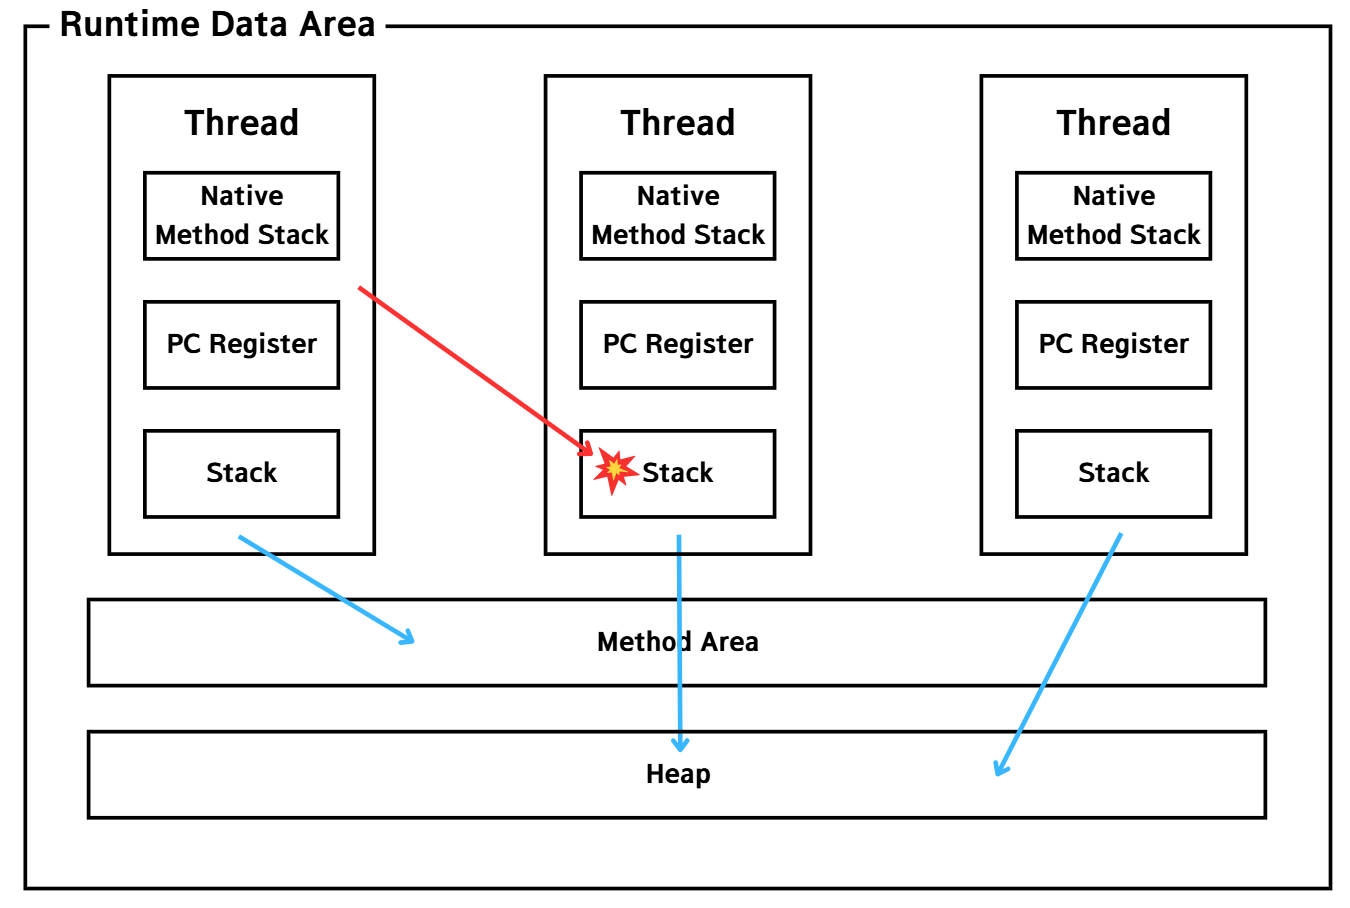 Runtime Data Area
Thread
Native
Method Stack
PC Register
Stack
Thread
Native
Method Stack
PC Register
Stack
Thread
Native
Method Stack
PC Register
Stack
Method Area
Heap